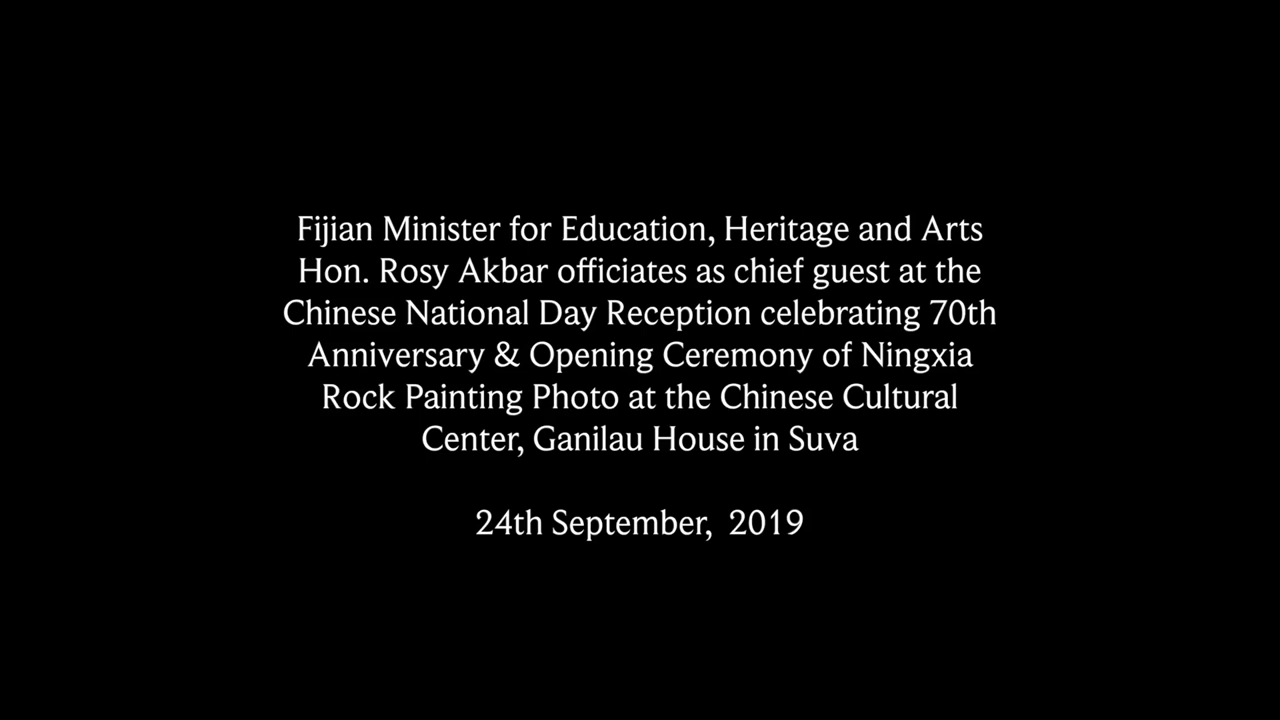 Fijian Minister for Education, Heritage and Arts
Hon. Rosy Akbar officiates as chief guest at the
Chinese National Day Reception celebrating 70th
Anniversary & Opening Ceremony of Ningxia
Rock Painting Photo at the Chinese Cultural
Center, Ganilau House in Suva
24th September,  2019